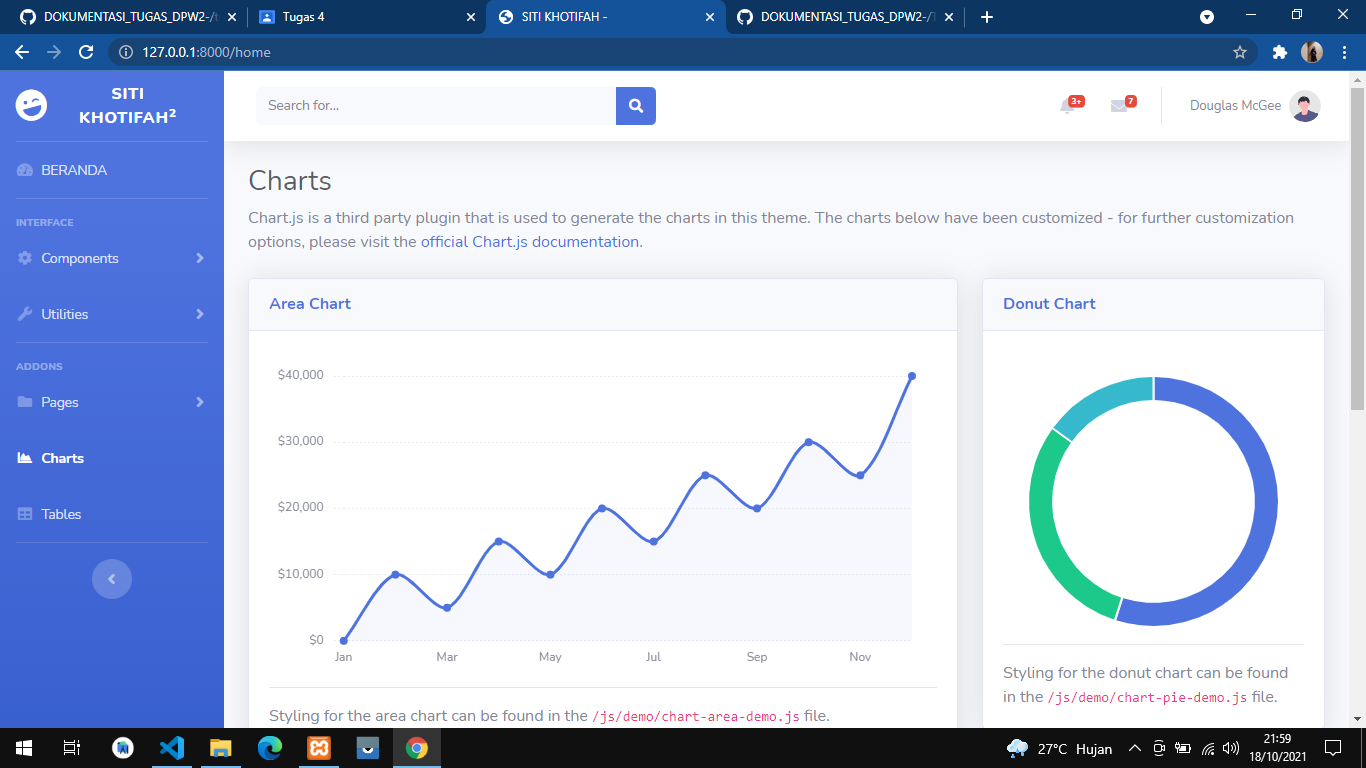 DOKUMENTASI_TUGAS_DPW2-/t
Tugas 4
SITI KHOTIFAH -
DOKUMENTASI_TUGAS_DPW2-/
127.0.0.1:8000/home
SITI
KHOTIFAH²
Search for...
3+
7
Douglas McGee
BERANDA
INTERFACE
Components
Utilities
ADDONS
Pages
Charts
Tables
Charts
Chart.js is a third party plugin that is used to generate the charts in this theme. The charts below have been customized - for further customization
options, please visit the official Chart.js documentation.
Area Chart
$40,000
$30,000
$20,000
$10,000
$0
Jan Mar May Jul Sep Nov
Styling for the area chart can be found in the /js/demo/chart-area-demo.js file.
Donut Chart
Styling for the donut chart can be found
in the /js/demo/chart-pie-demo.js file.
27°C Hujan
21:59
18/10/2021